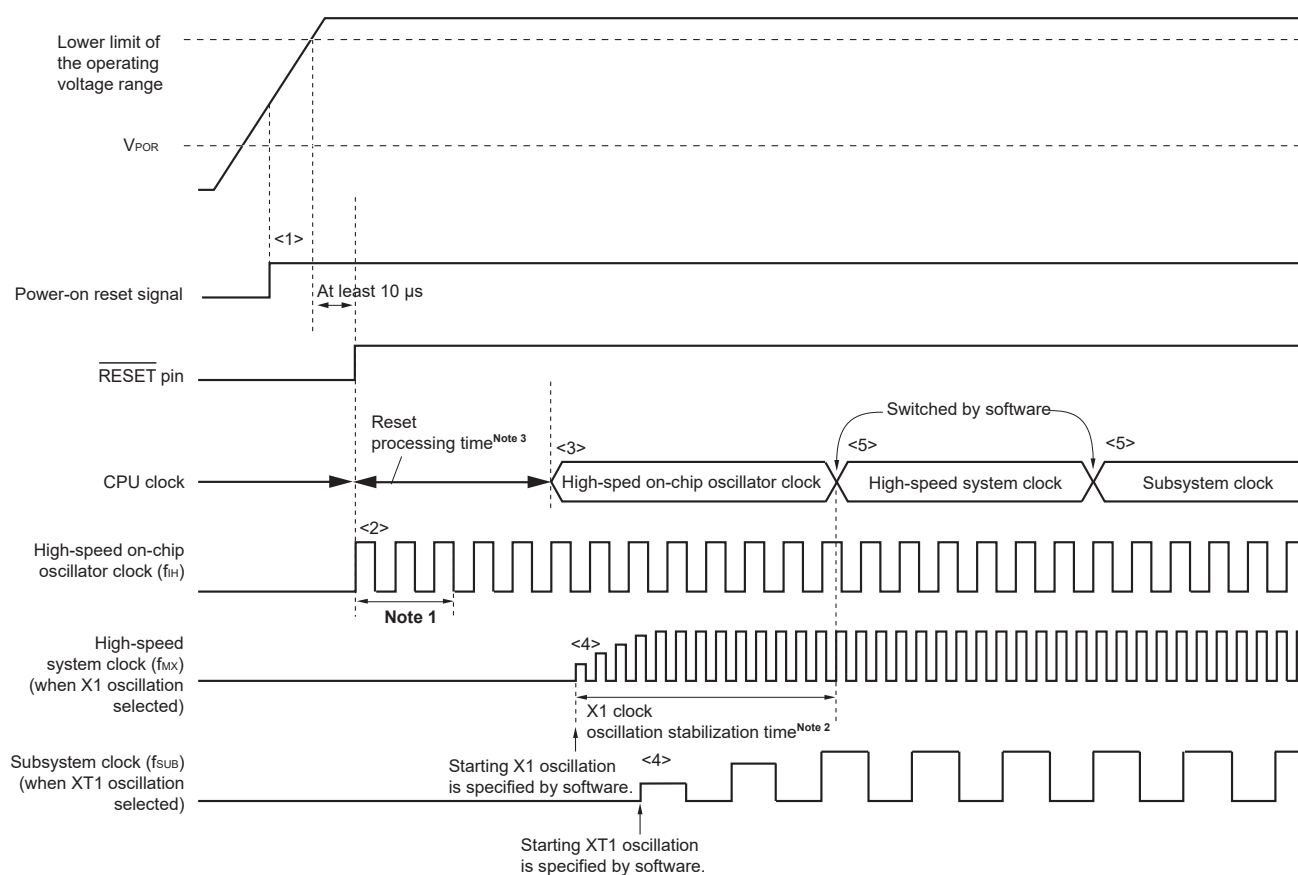 Lower limit of
the operating
voltage range
VPOR
<1>
Power-on reset signal
At least 10 µs
RESET pin
Reset
processing time Note 3
Switched by software
<3>
<5>
<5>
CPU clock
High-sped on-chip oscillator clock
High-speed system clock
Subsystem clock
<2>
High-speed on-chip
oscillator clock (fIH)
Note 1
High-speed
system clock (fMX)
(when X1 oscillation
selected)
<4>
X1 clock
oscillation stabilization time Note 2
Starting X1 oscillation
is specified by software.
Subsystem clock (fSUB)
(when XT1 oscillation
selected)
<4>
Starting XT1 oscillation
is specified by software.